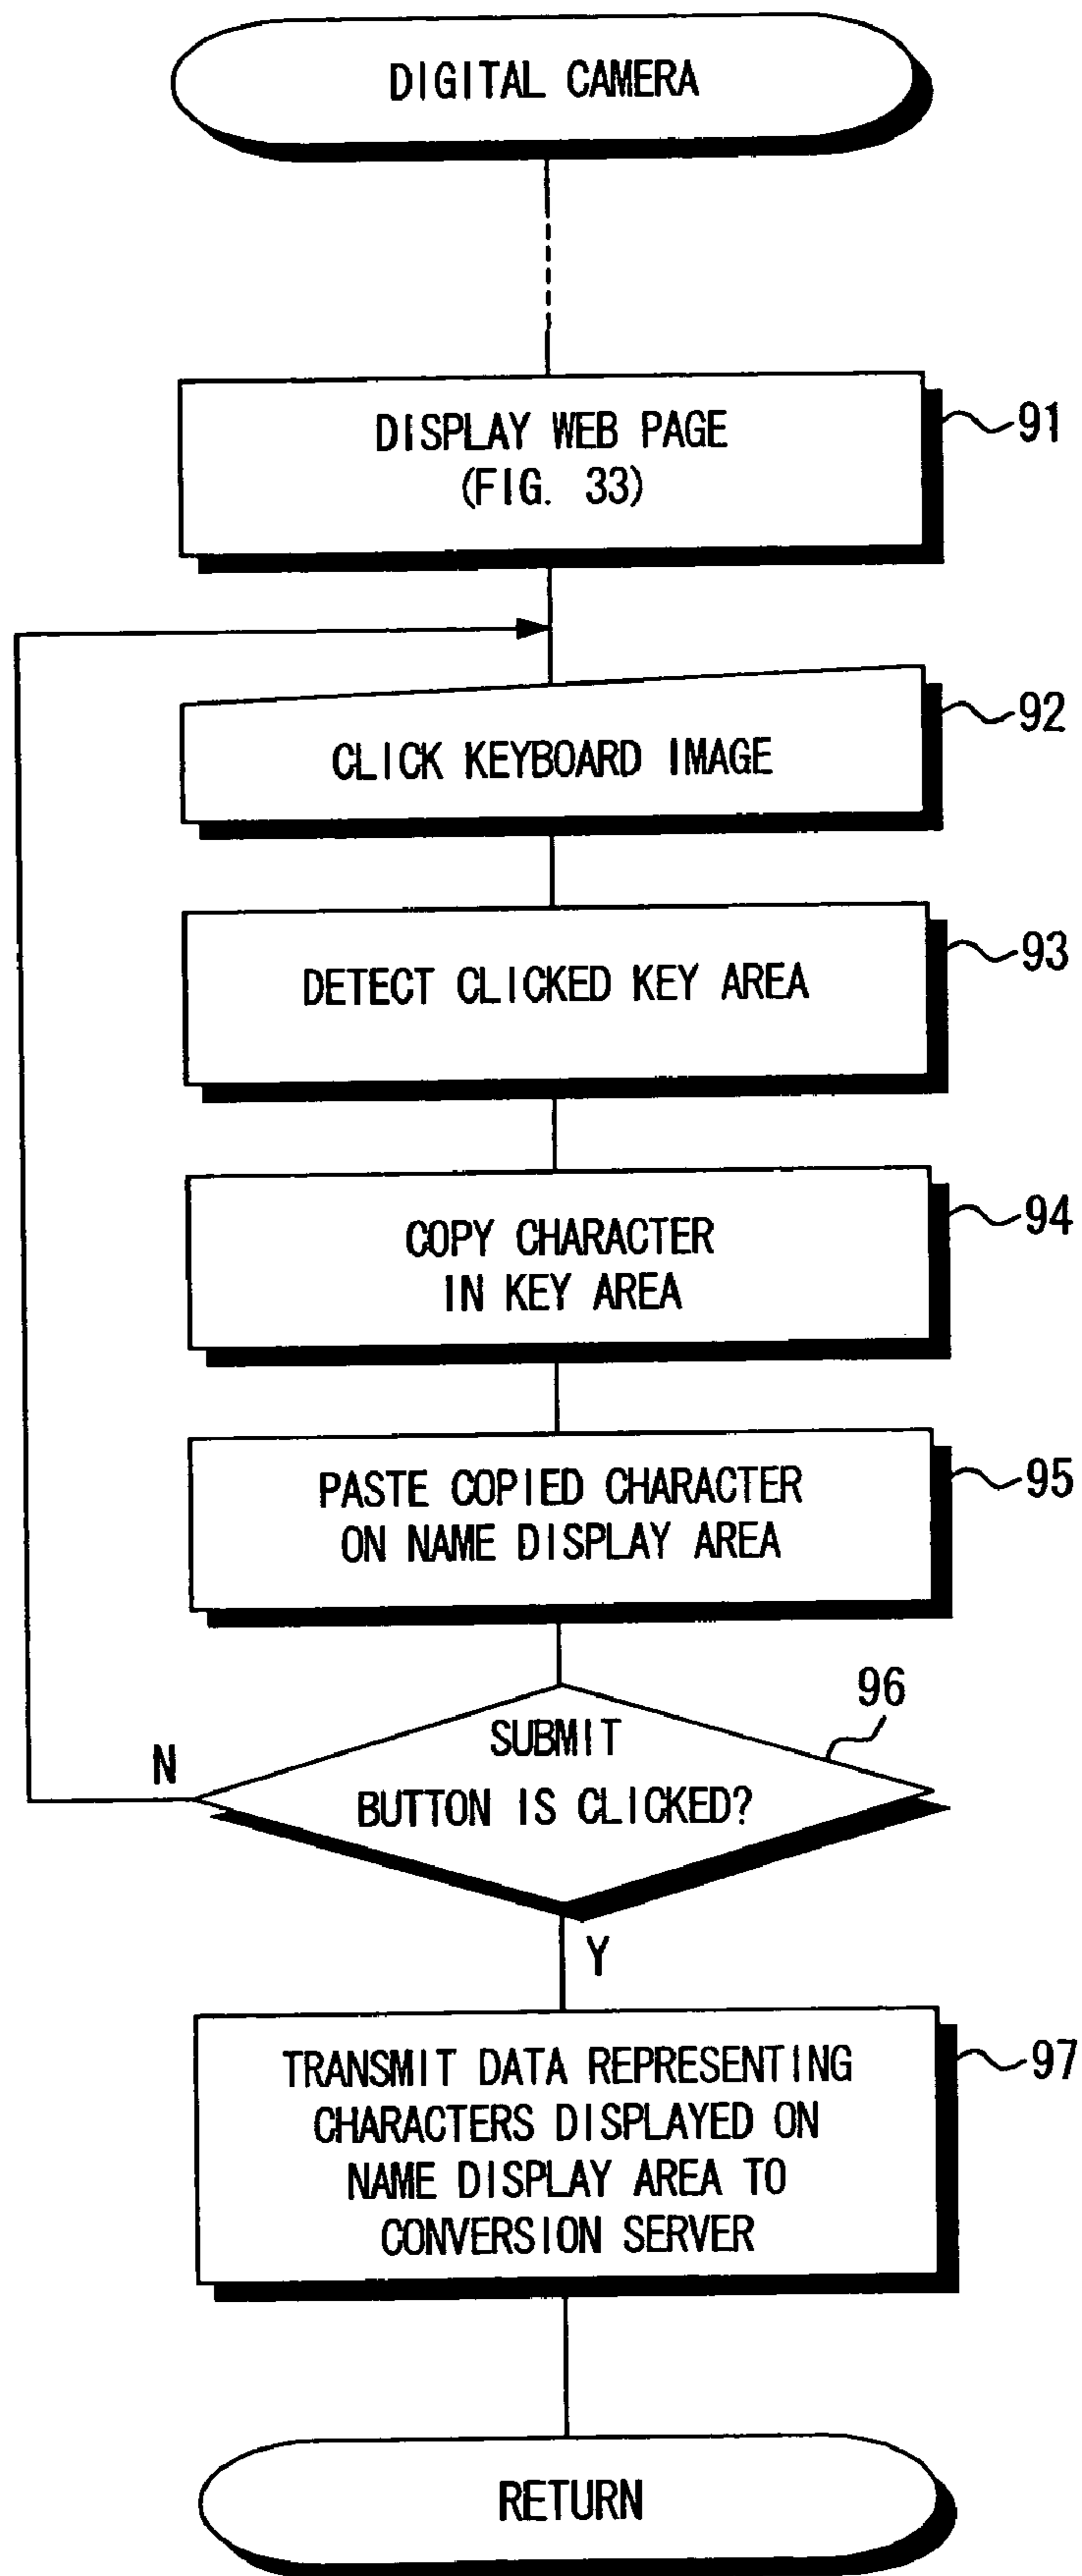 DIGITAL CAMERA
DISPLAY WEB PAGE
(FIG. 33)
91
92
CLICK KEYBOARD IMAGE
93
DETECT CLICKED KEY AREA
94
COPY CHARACTER
IN KEY AREA
95
PASTE COPIED CHARACTER
ON NAME DISPLAY AREA
96
SUBMIT
BUTTON IS CLICKED?
N
Y
97
TRANSMIT DATA REPRESENTING
CHARACTERS DISPLAYED ON
NAME DISPLAY AREA TO
CONVERSION SERVER
RETURN